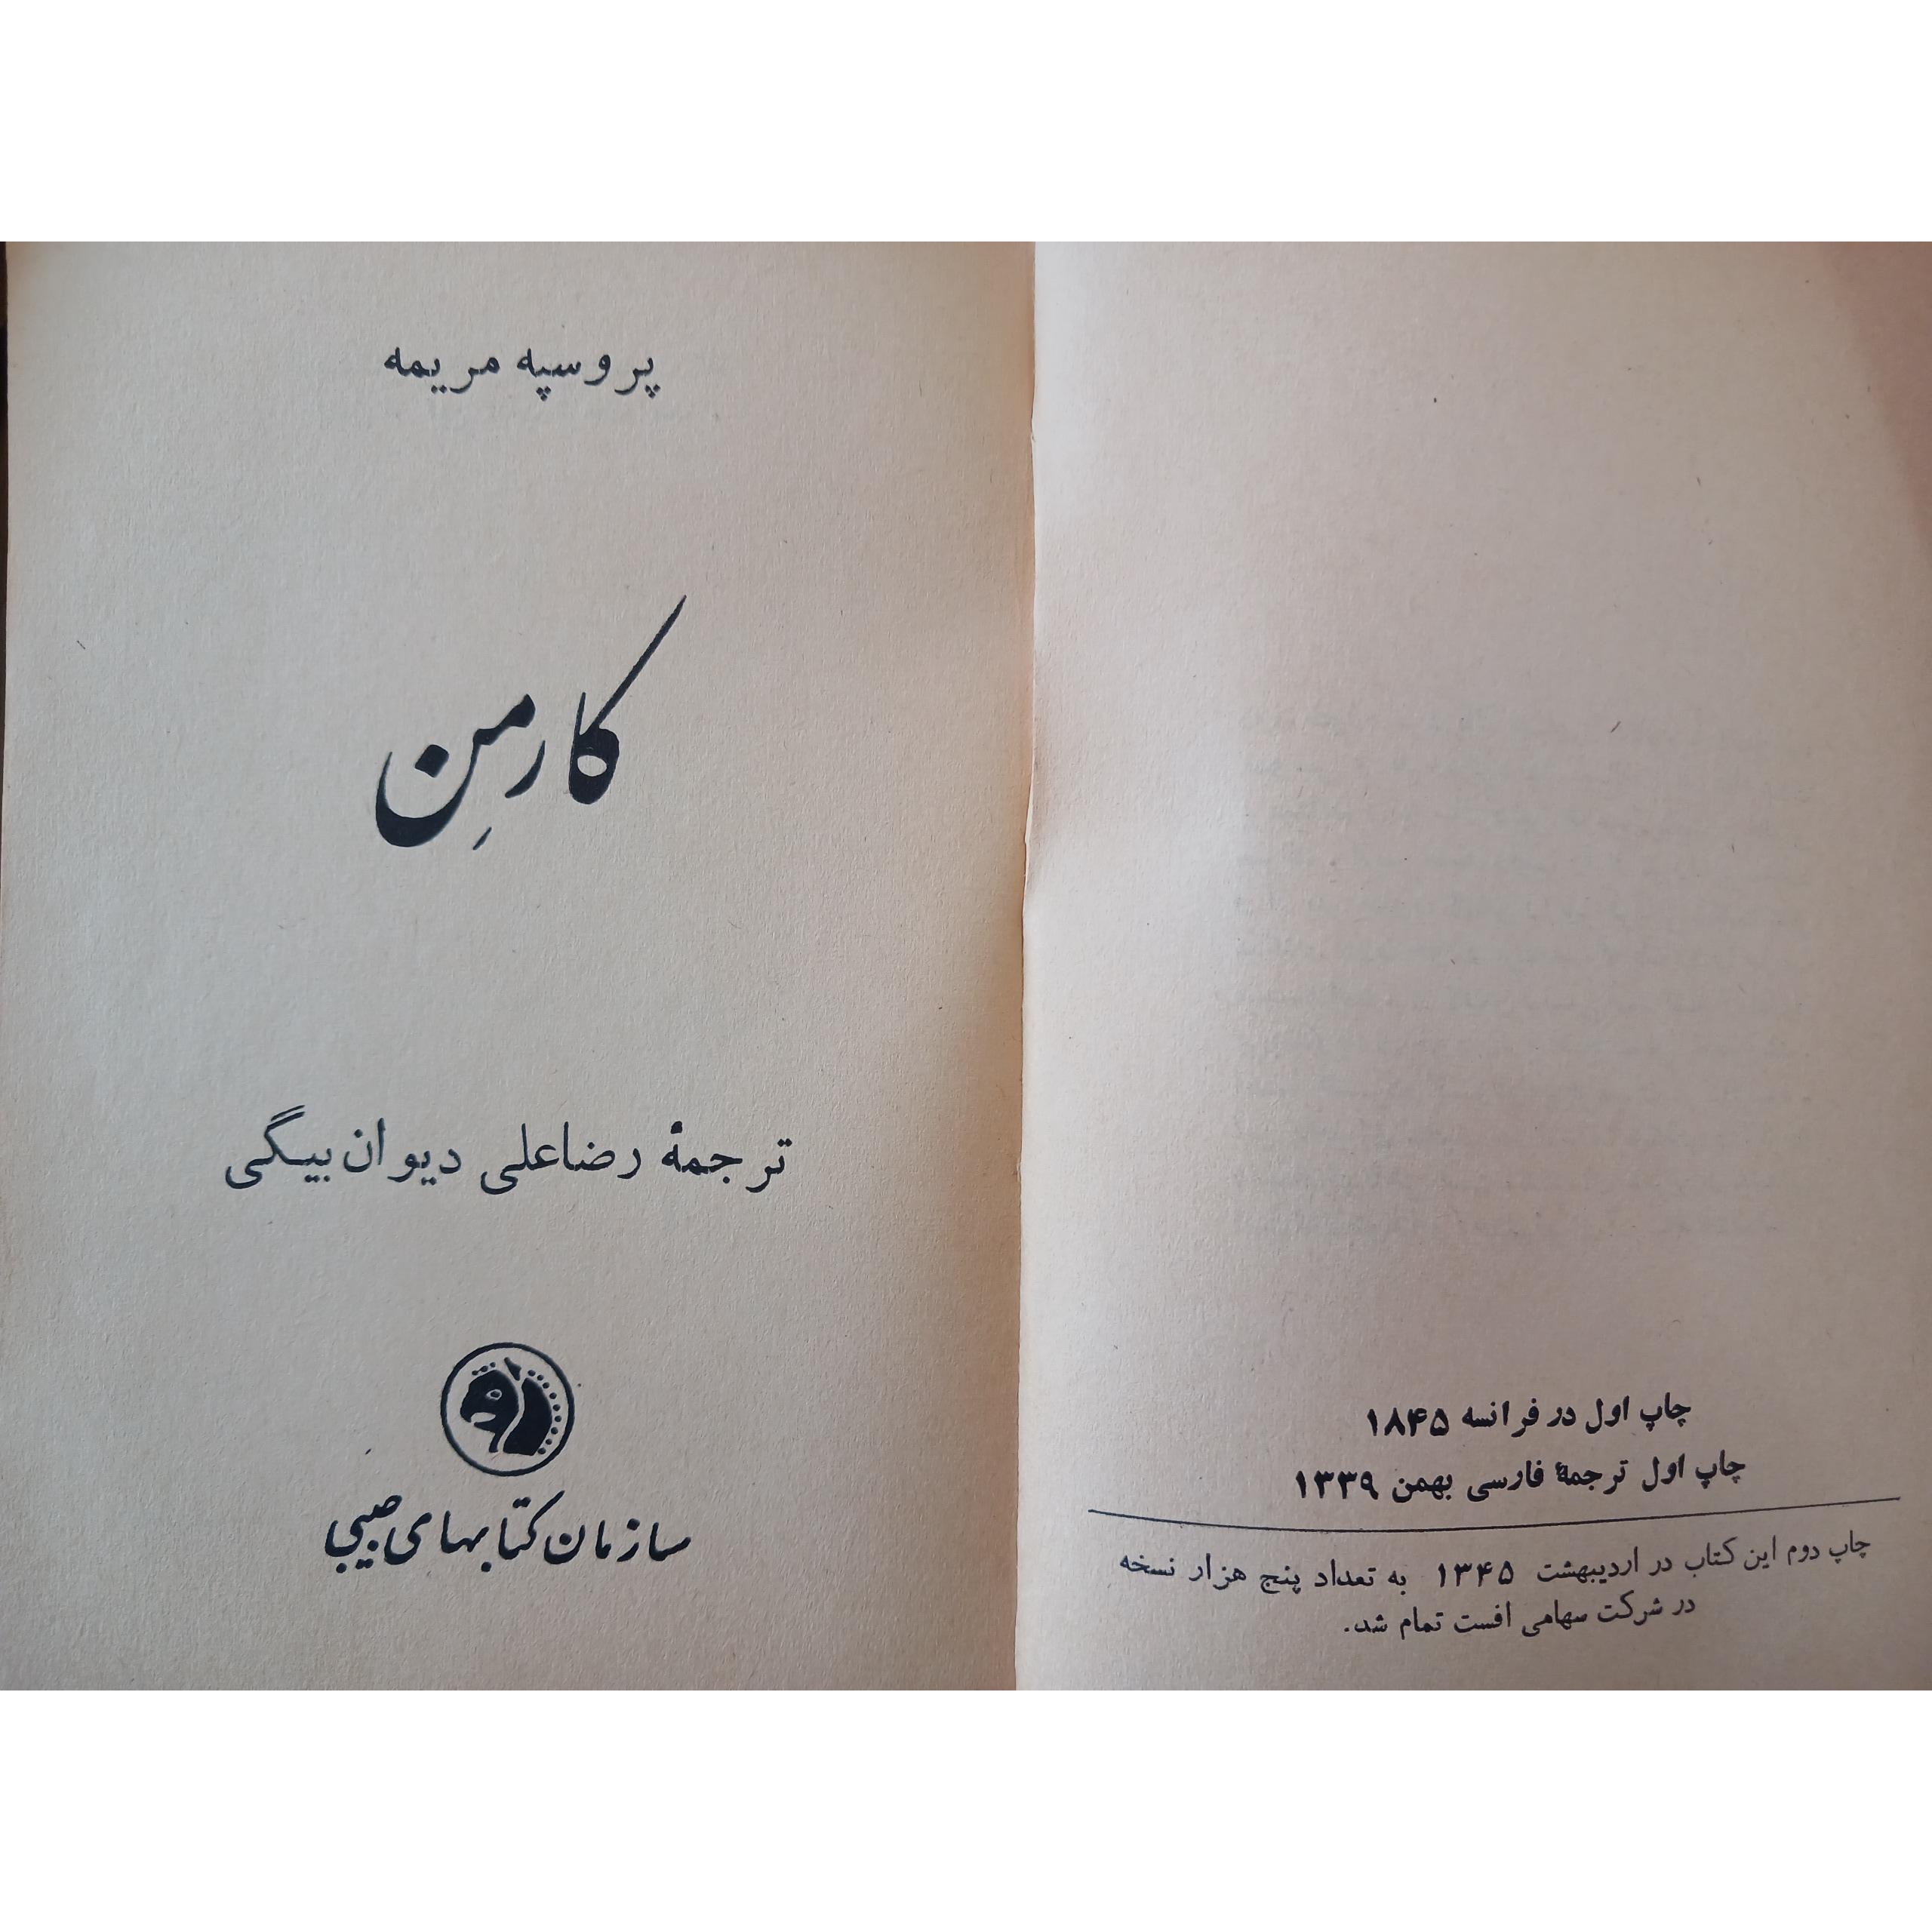 پروسپه مریمه
کارمنِ
ترجمهٔ رضاعلی دیوان بیگی
سازمان کتابهای جیبی
چاپ اول در فرانسه ۱۸۴۵
چاپ اول ترجمهٔ فارسی بهمن ۱۳۳۹
چاپ دوم این کتاب در اردیبهشت ۱۳۴۵ به تعداد پنج هزار نسخه
در شرکت سهامی افست تمام شد.